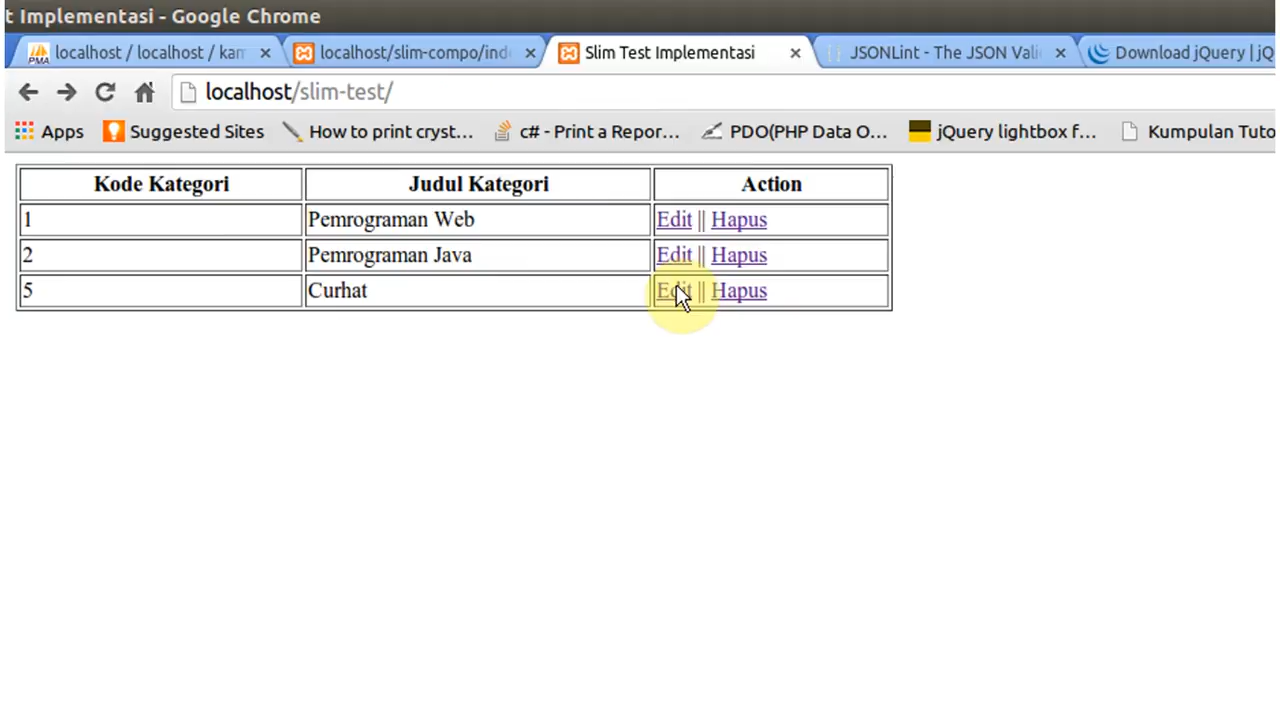 t Implementasi - Google Chrome
PMA localhost / localhost / kam localhost/slim-compo/ind Slim Test Implementasi JSONLint - The JSON Vali Download jQuery | jQ
localhost/slim-test/
Apps Suggested Sites How to print cryst... c# - Print a Repor... PDO(PHP Data O... jQuery lightbox f... Kumpulan Tuto
Kode Kategori Judul Kategori Action
1 Pemrograman Web Edit || Hapus
2 Pemrograman Java Edit || Hapus
5 Curhat Edit || Hapus